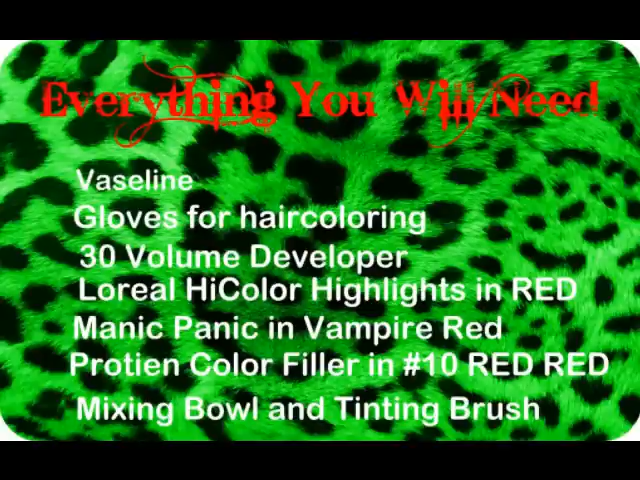 Everything You Will Need
Vaseline
Gloves for haircoloring
30 Volume Developer
Loreal HiColor Highlights in RED
Manic Panic in Vampire Red
Protien Color Filler in #10 RED RED
Mixing Bowl and Tinting Brush